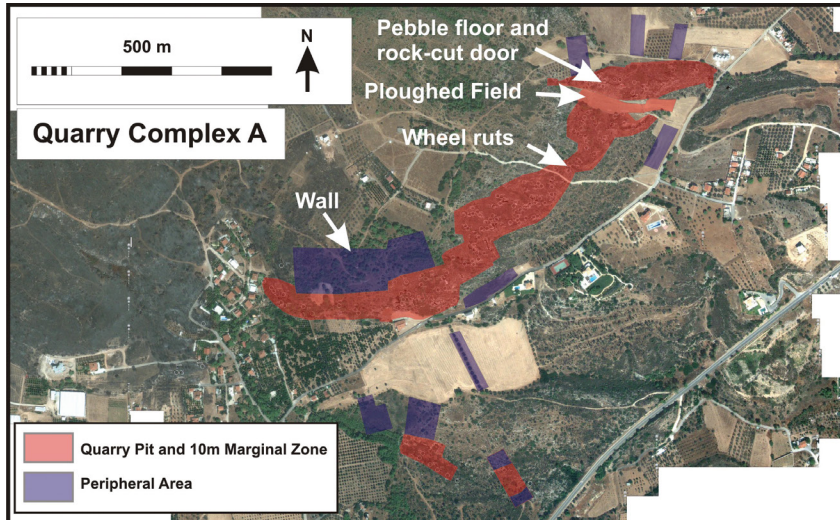 500 m
N
Quarry Complex A
Pebble floor and
rock-cut door
Ploughed Field
Wheel ruts
Wall
Quarry Pit and 10m Marginal Zone
Peripheral Area